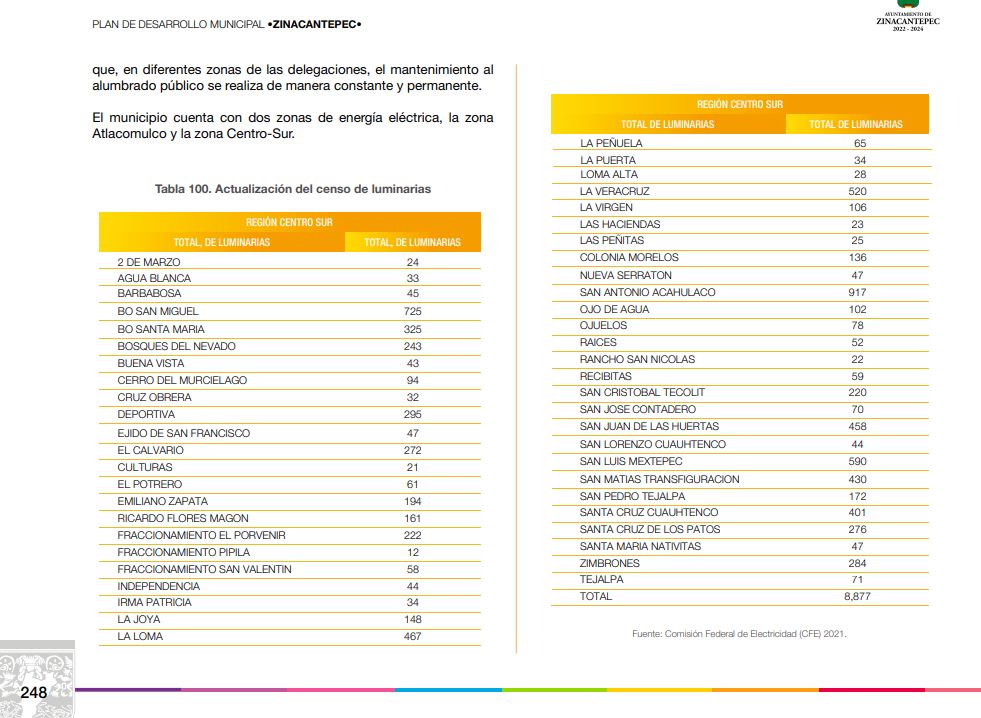 PLAN DE DESARROLLO MUNICIPAL •ZINACANTEPEC•
AYUNTAMIENTO DE
ZINACANTEPEC
2022 - 2024
que, en diferentes zonas de las delegaciones, el mantenimiento al
alumbrado público se realiza de manera constante y permanente.
El municipio cuenta con dos zonas de energía eléctrica, la zona
Atlacomulco y la zona Centro-Sur.
Tabla 100. Actualización del censo de luminarias
REGIÓN CENTRO SUR
TOTAL, DE LUMINARIAS TOTAL, DE LUMINARIAS
2 DE MARZO 24
AGUA BLANCA 33
BARBABOSA 45
BO SAN MIGUEL 725
BO SANTA MARIA 325
BOSQUES DEL NEVADO 243
BUENA VISTA 43
CERRO DEL MURCIELAGO 94
CRUZ OBRERA 32
DEPORTIVA 295
EJIDO DE SAN FRANCISCO 47
EL CALVARIO 272
CULTURAS 21
EL POTRERO 61
EMILIANO ZAPATA 194
RICARDO FLORES MAGON 161
FRACCIONAMIENTO EL PORVENIR 222
FRACCIONAMIENTO PIPILA 12
FRACCIONAMIENTO SAN VALENTIN 58
INDEPENDENCIA 44
IRMA PATRICIA 34
LA JOYA 148
LA LOMA 467
REGIÓN CENTRO SUR
TOTAL DE LUMINARIAS TOTAL DE LUMINARIAS
LA PEÑUELA 65
LA PUERTA 34
LOMA ALTA 28
LA VERACRUZ 520
LA VIRGEN 106
LAS HACIENDAS 23
LAS PEÑITAS 25
COLONIA MORELOS 136
NUEVA SERRATON 47
SAN ANTONIO ACAHULACO 917
OJO DE AGUA 102
OJUELOS 78
RAICES 52
RANCHO SAN NICOLAS 22
RECIBITAS 59
SAN CRISTOBAL TECOLIT 220
SAN JOSE CONTADERO 70
SAN JUAN DE LAS HUERTAS 458
SAN LORENZO CUAUHTENCO 44
SAN LUIS MEXTEPEC 590
SAN MATIAS TRANSFIGURACION 430
SAN PEDRO TEJALPA 172
SANTA CRUZ CUAUHTENCO 401
SANTA CRUZ DE LOS PATOS 276
SANTA MARIA NATIVITAS 47
ZIMBRONES 284
TEJALPA 71
TOTAL 8,877
Fuente: Comisión Federal de Electricidad (CFE) 2021.
248